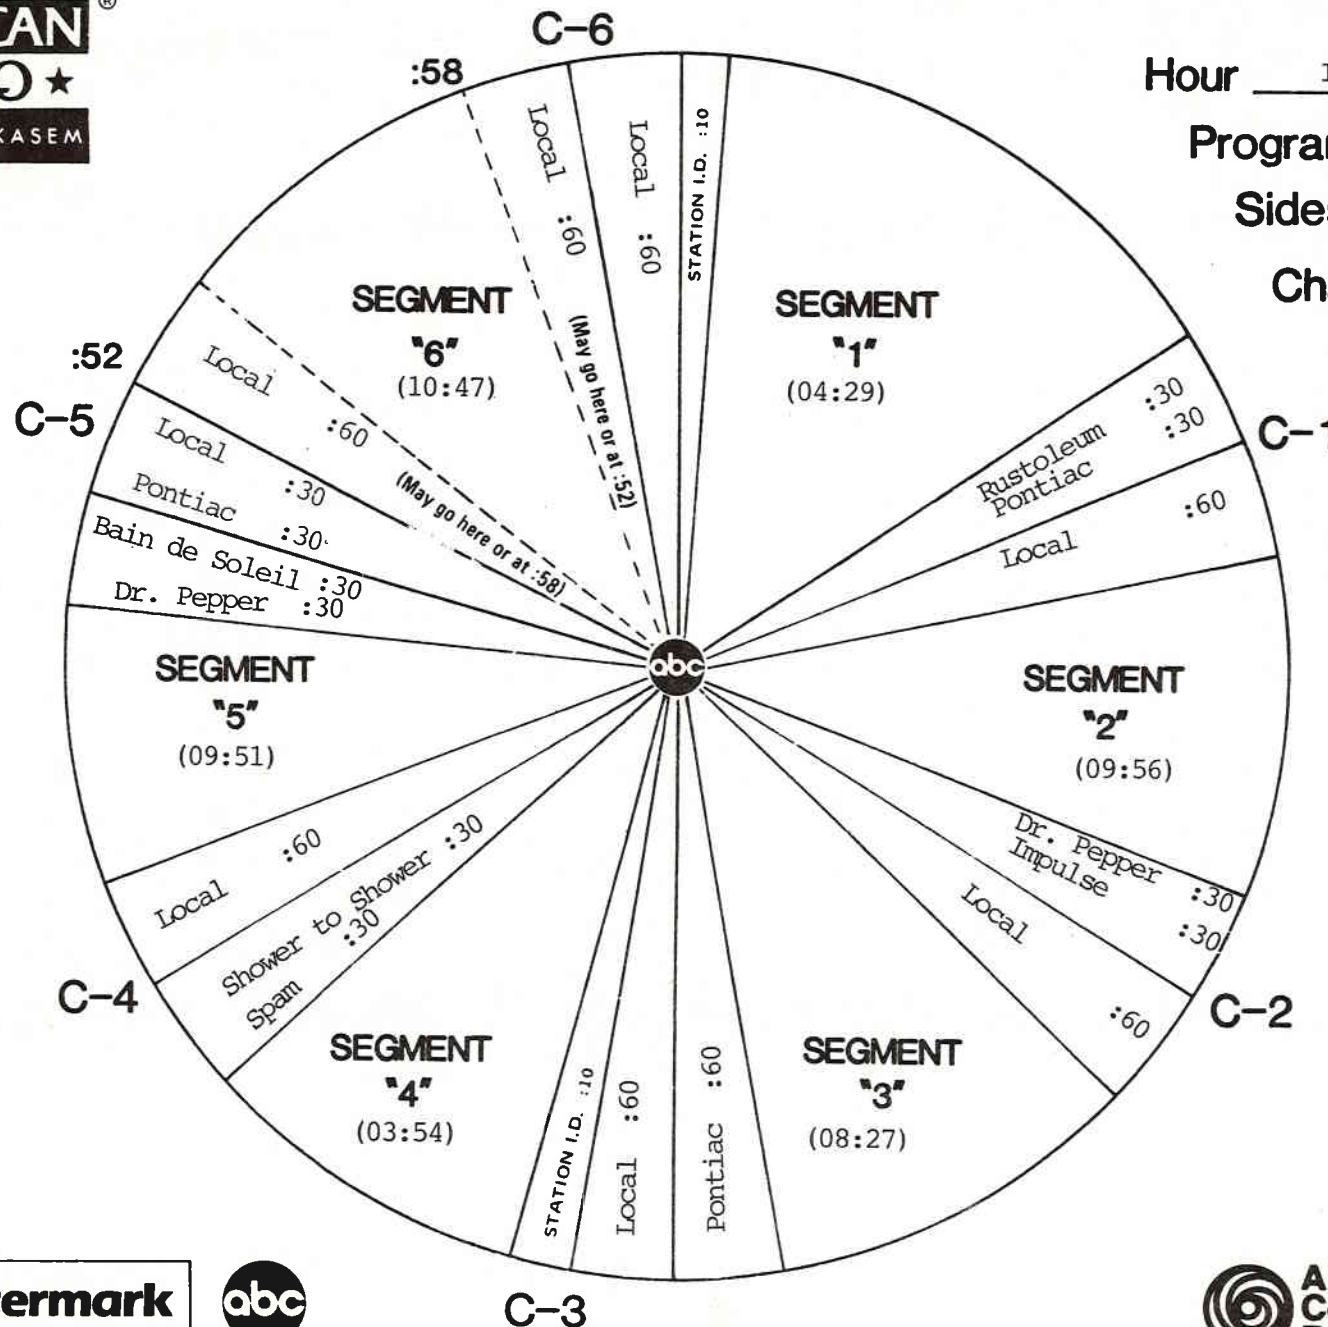 ®
C-6
:58
★
KASEM
Hour
STATION I.D. :10
Local :60
Local :60
(May go here or at :52)
SEGMENT
"1"
(04:29)
Rustoleum :30
Pontiac :30
C-1
Local :60
SEGMENT
"2"
(09:56)
Dr. Pepper :30
Impulse :30
C-2
Local :60
SEGMENT
"3"
(08:27)
Pontiac :60
C-3
Local :60
STATION I.D. :10
SEGMENT
"4"
(03:54)
Spam :30
Shower to Shower :30
C-4
Local :60
SEGMENT
"5"
(09:51)
Dr. Pepper :30
Bain de Soleil :30
Pontiac :30
Local :30
C-5
:52
Local :60
(May go here or at :58)
SEGMENT
"6"
(10:47)
abc
abc